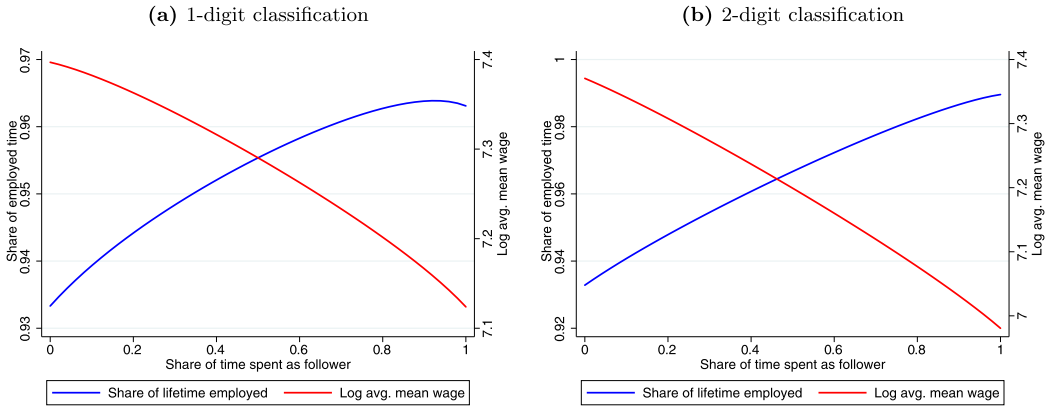 (a) 1-digit classification
0.97
0.96
0.95
0.94
0.93
Share of employed time
7.4
7.3
7.2
7.1
Log avg. mean wage
0 0.2 0.4 0.6 0.8 1
Share of time spent as follower
Share of lifetime employed Log avg. mean wage
(b) 2-digit classification
1
0.98
0.96
0.94
0.92
Share of employed time
7.4
7.3
7.2
7.1
7
Log avg. mean wage
0 0.2 0.4 0.6 0.8 1
Share of time spent as follower
Share of lifetime employed Log avg. mean wage